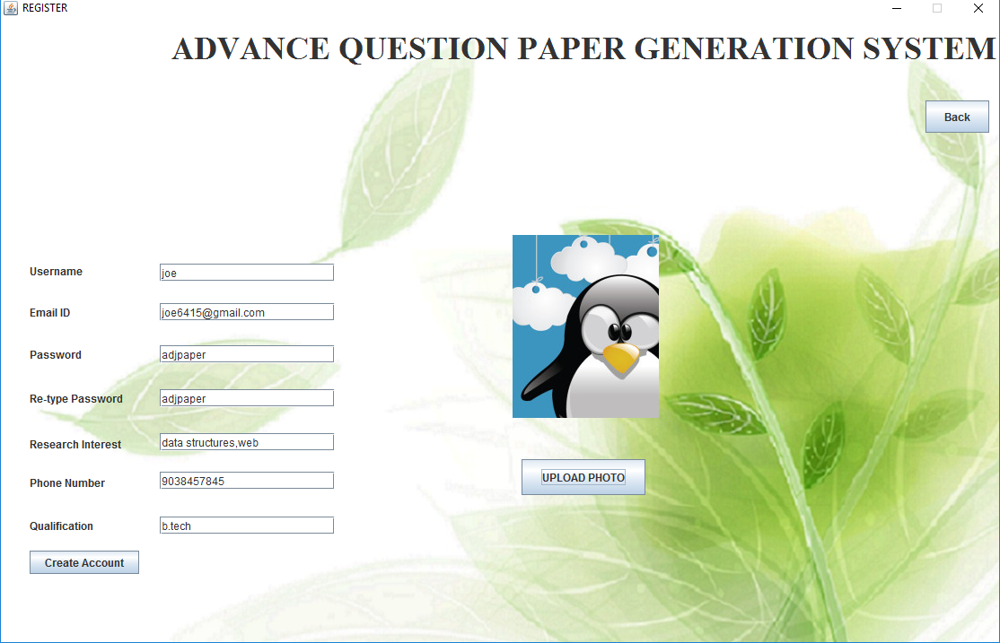 REGISTER
ADVANCE QUESTION PAPER GENERATION SYSTEM
Back
Username joe
Email ID joe6415@gmail.com
Password adjpaper
Re-type Password adjpaper
Research Interest data structures,web
Phone Number 9038457845
Qualification b.tech
UPLOAD PHOTO
Create Account